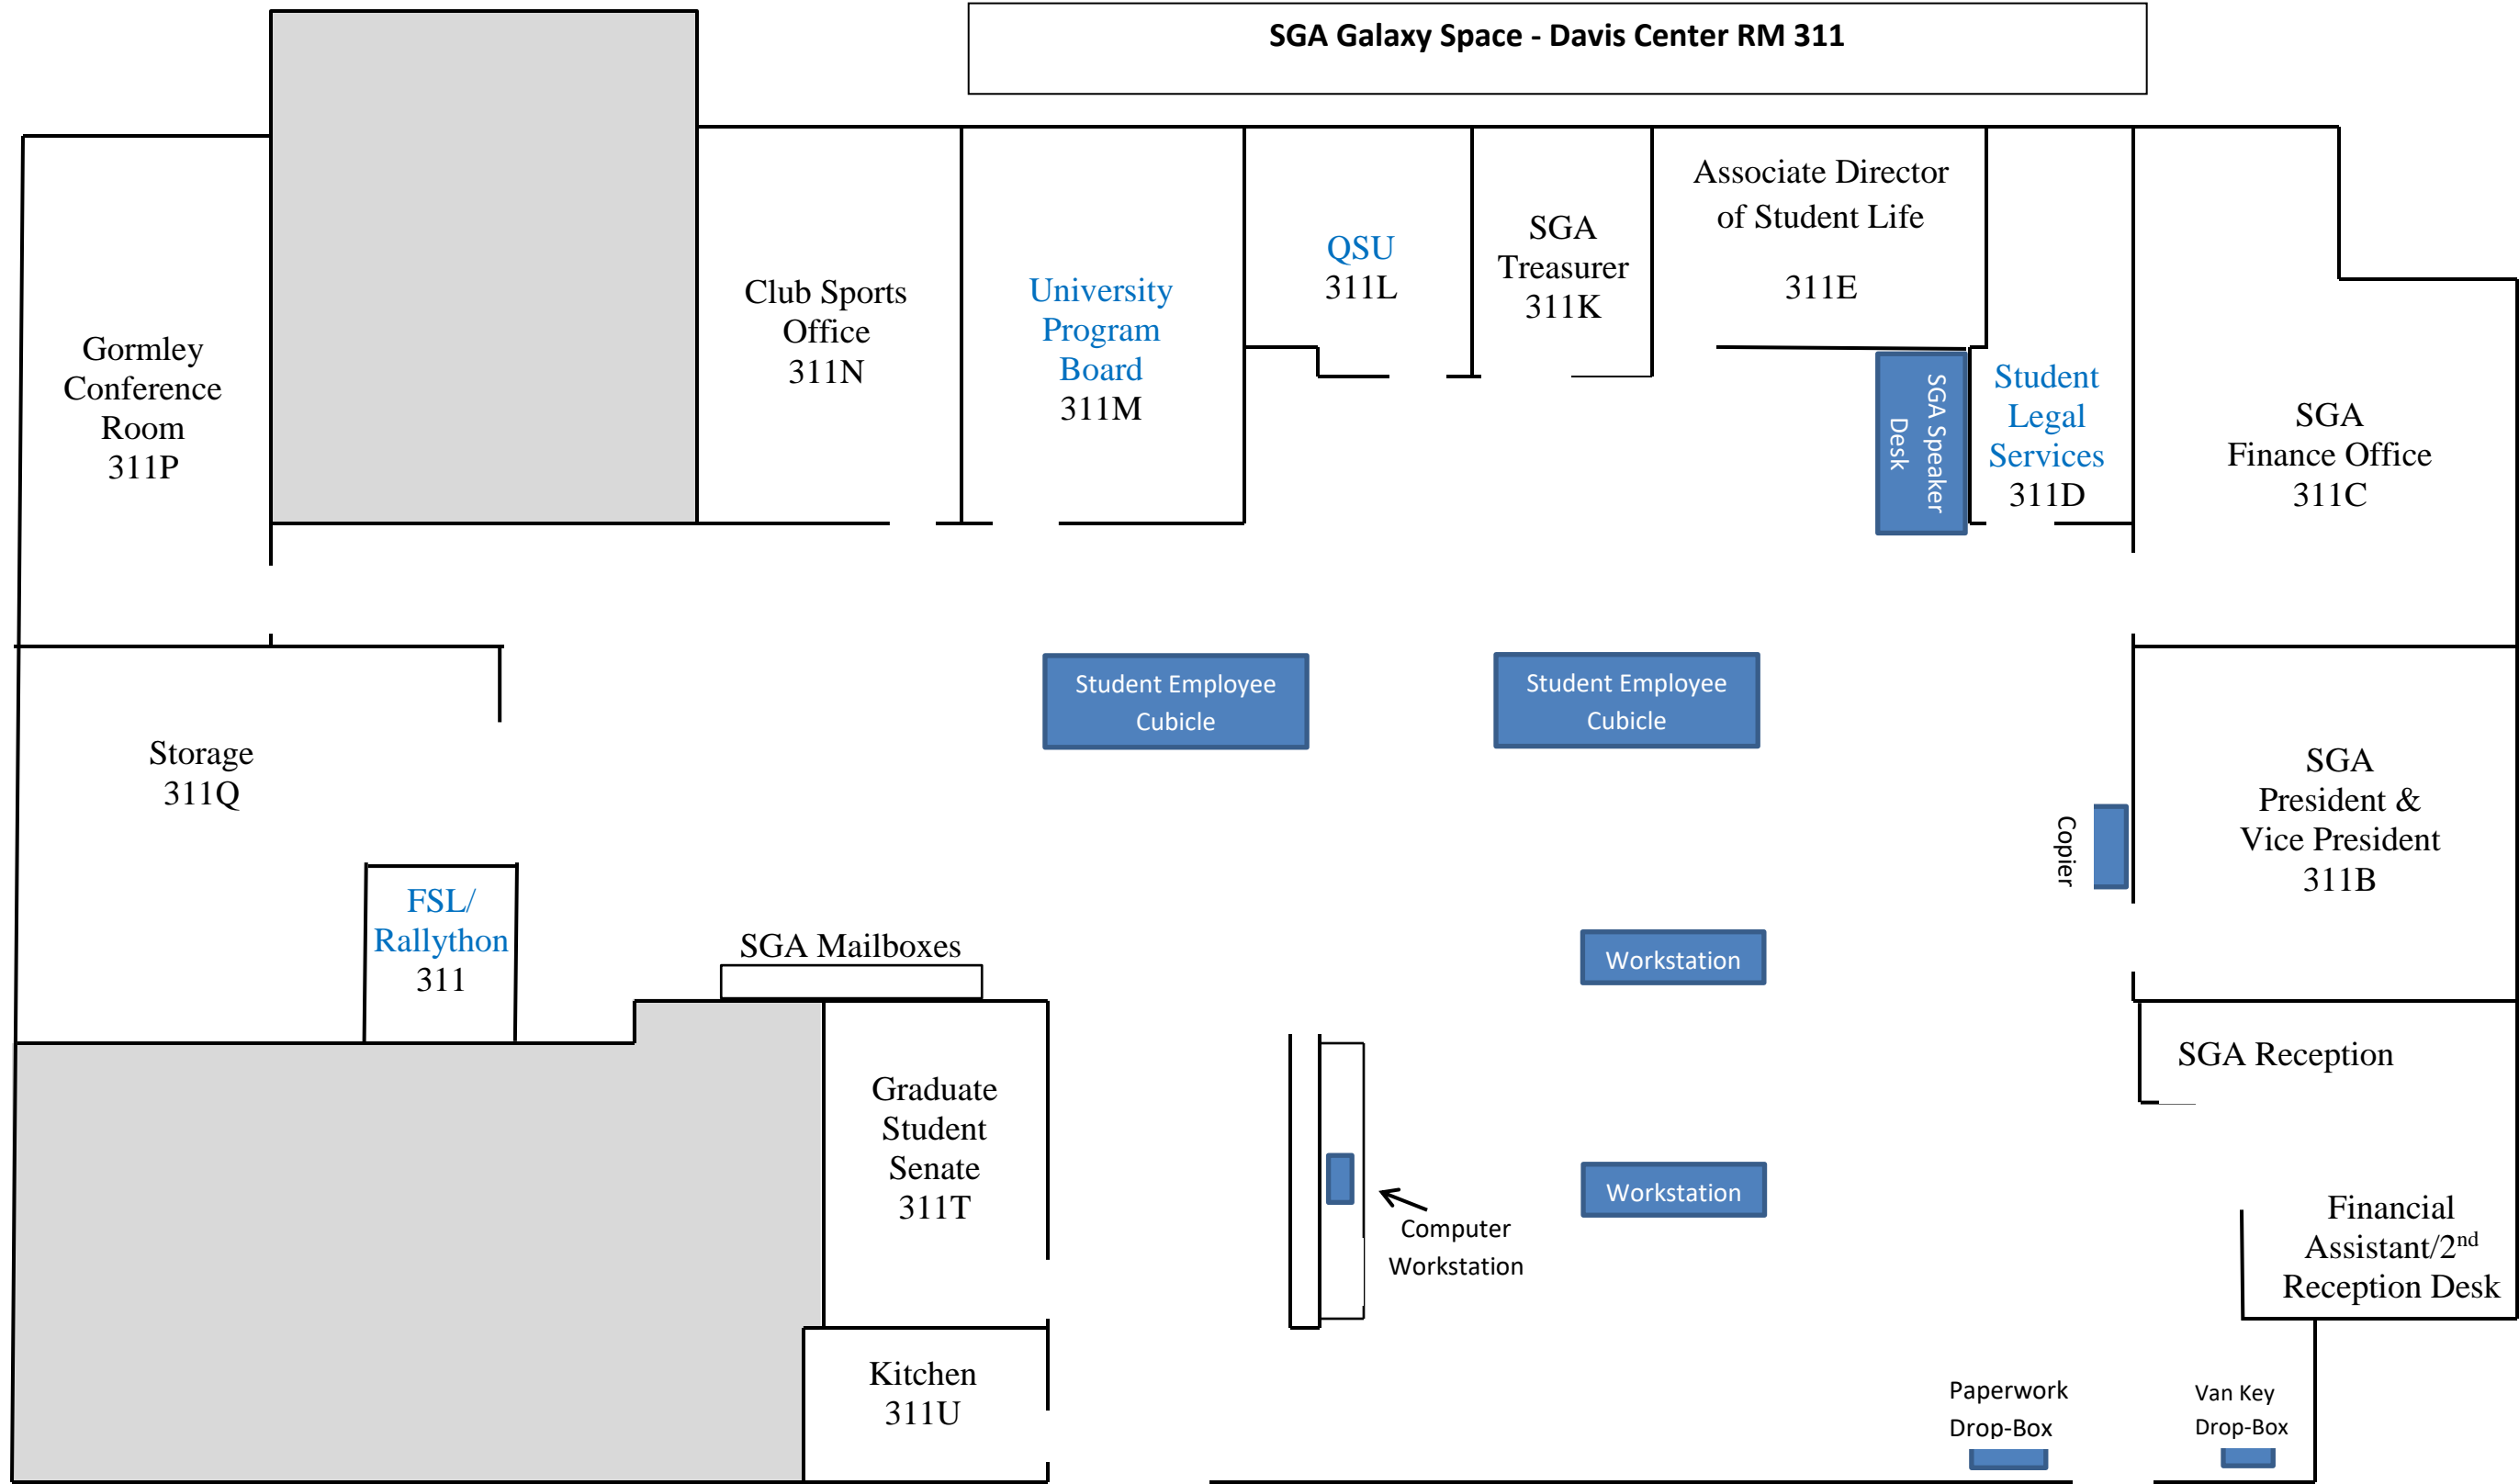 SGA Galaxy Space - Davis Center RM 311
Gormley
Conference
Room
311P
Club Sports
Office
311N
University
Program
Board
311M
QSU
311L
SGA
Treasurer
311K
Associate Director
of Student Life
311E
SGA Speaker
Desk
Student
Legal
Services
311D
SGA
Finance Office
311C
Student Employee
Cubicle
Student Employee
Cubicle
Storage
311Q
Copier
SGA
President &
Vice President
311B
FSL/
Rallython
311
SGA Mailboxes
Workstation
SGA Reception
Graduate
Student
Senate
311T
Computer
Workstation
Workstation
Financial
Assistant/2nd
Reception Desk
Kitchen
311U
Paperwork
Drop-Box
Van Key
Drop-Box